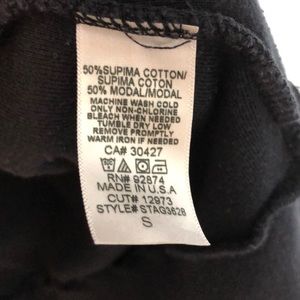 50%SUPIMA COTTON/
SUPIMA COTON
50% MODAL/MODAL
MACHINE WASH COLD
ONLY NON-CHLORINE
BLEACH WHEN NEEDED
TUMBLE DRY LOW
REMOVE PROMPTLY
WARM IRON IF NEEDED
CA# 30427
RN# 92874
MADE IN U.S.A
CUT# 12973
STYLE# STAG3628
S